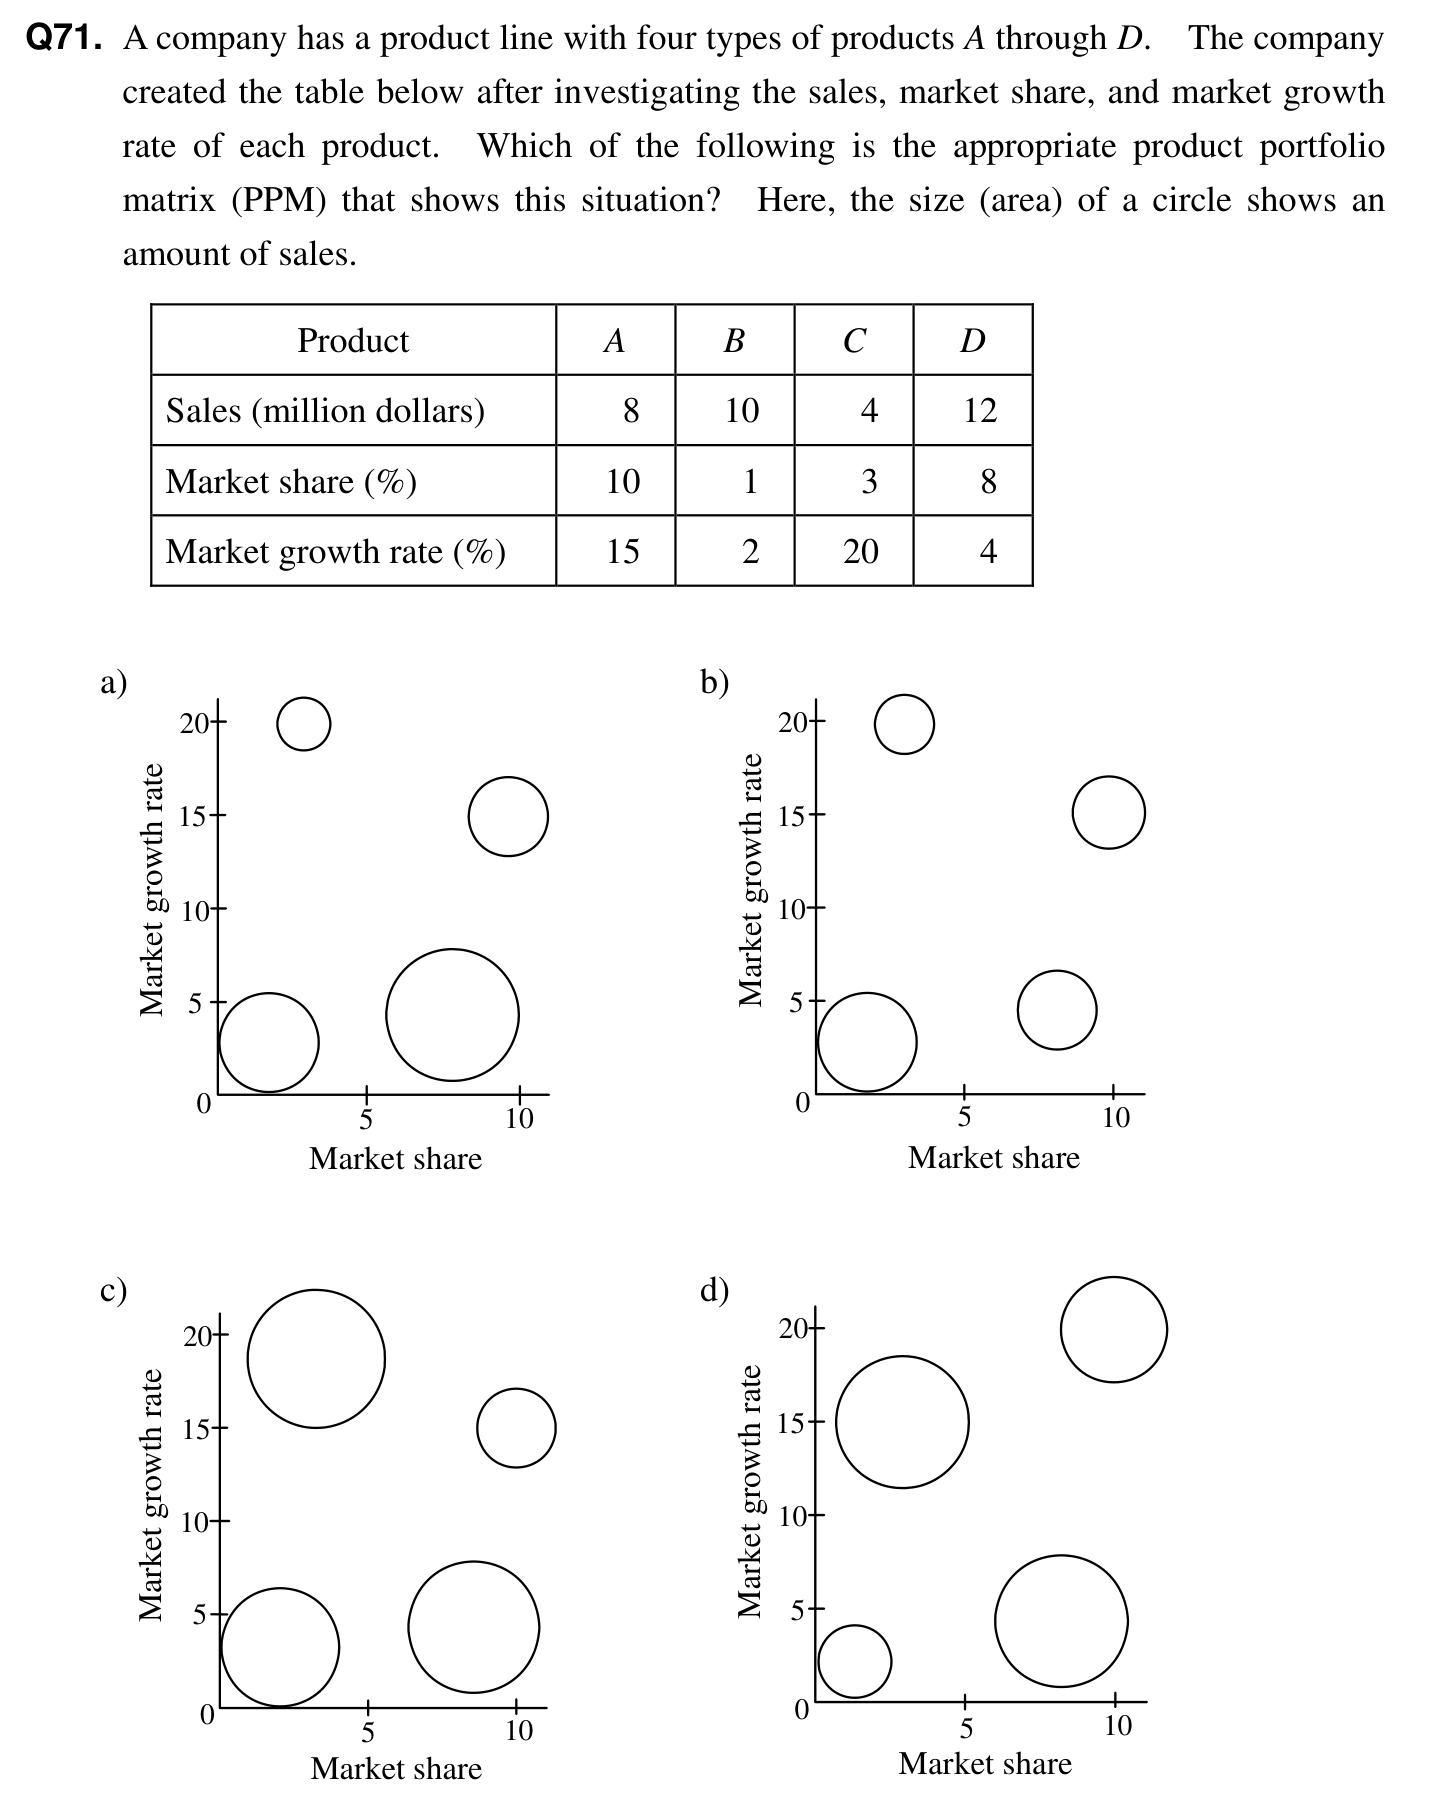 Q71. A company has a product line with four types of products A through D. The company
created the table below after investigating the sales, market share, and market growth
rate of each product. Which of the following is the appropriate product portfolio
matrix (PPM) that shows this situation? Here, the size (area) of a circle shows an
amount of sales.
Product A B C D
Sales (million dollars) 8 10 4 12
Market share (%) 10 1 3 8
Market growth rate (%) 15 2 20 4
a)
Market growth rate
20
15
10
5
0
5 10
Market share
b)
Market growth rate
20
15
10
5
0
5 10
Market share
c)
Market growth rate
20
15
10
5
0
5 10
Market share
d)
Market growth rate
20
15
10
5
0
5 10
Market share